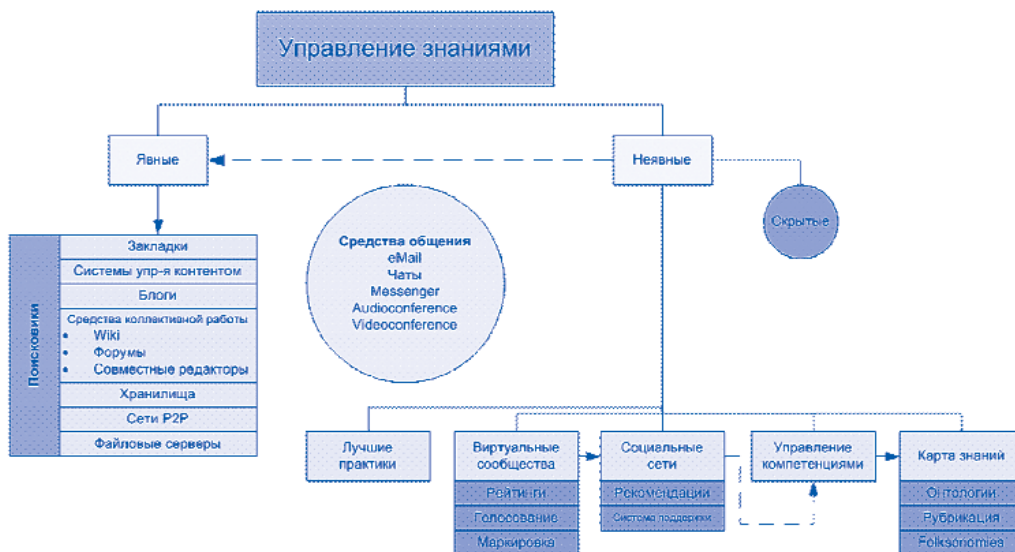 Управление знаниями
Явные
Неявные
Скрытые
Поисковики
Закладки
Системы упр-я контентом
Блоги
Средства коллективной работы
• Wiki
• Форумы
• Совместные редакторы
Хранилища
Сети P2P
Файловые серверы
Средства общения
eMail
Чаты
Messenger
Audioconference
Videoconference
Лучшие
практики
Виртуальные
сообщества
Рейтинги
Голосование
Маркировка
Социальные
сети
Рекомендации
Система поддержки
Управление
компетенциями
Карта знаний
Онтологии
Рубрикация
Folksonomies